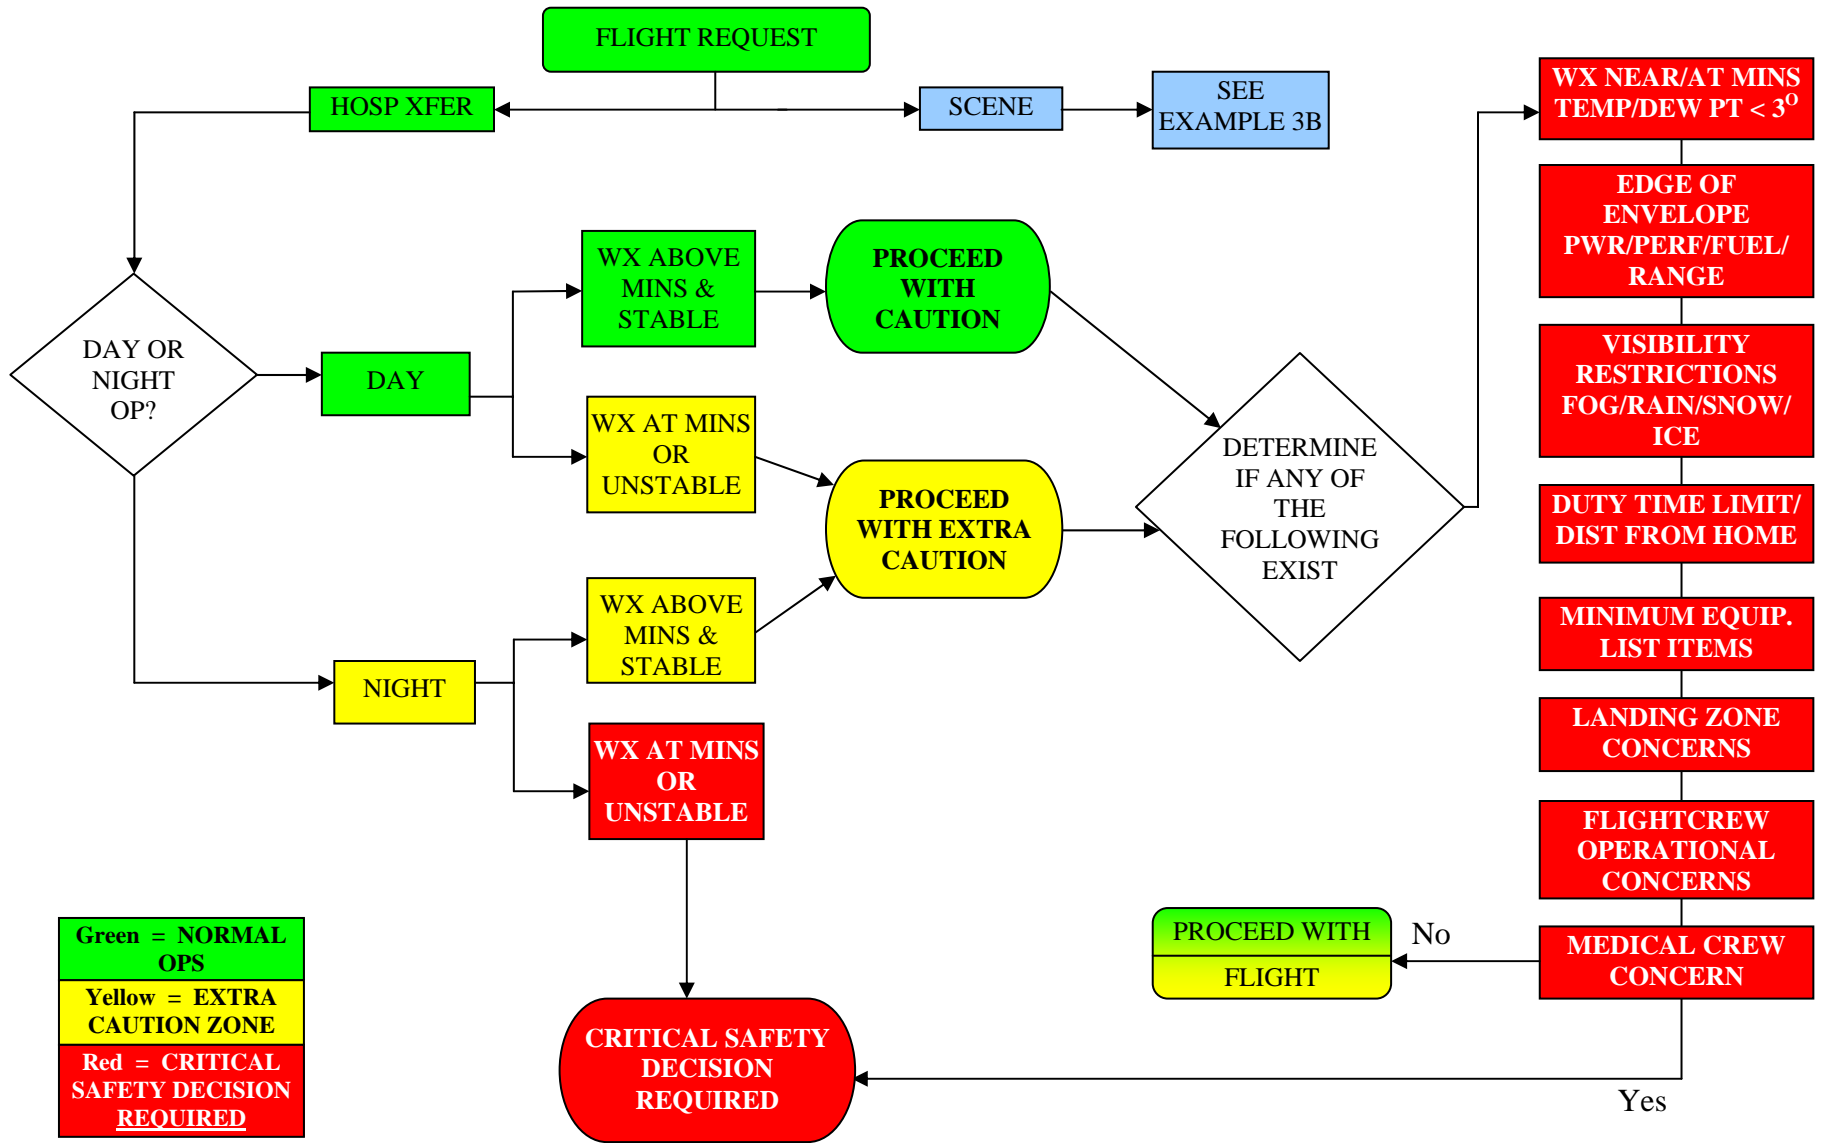 FLIGHT REQUEST
HOSP XFER
SCENE
SEE
EXAMPLE 3B
DAY OR
NIGHT
OP?
DAY
WX ABOVE
MINS &
STABLE
PROCEED
WITH
CAUTION
WX AT MINS
OR
UNSTABLE
PROCEED
WITH EXTRA
CAUTION
NIGHT
WX ABOVE
MINS &
STABLE
WX AT MINS
OR
UNSTABLE
DETERMINE
IF ANY OF
THE
FOLLOWING
EXIST
WX NEAR/AT MINS
TEMP/DEW PT < 3ᴼ
EDGE OF
ENVELOPE
PWR/PERF/FUEL/
RANGE
VISIBILITY
RESTRICTIONS
FOG/RAIN/SNOW/
ICE
DUTY TIME LIMIT/
DIST FROM HOME
MINIMUM EQUIP.
LIST ITEMS
LANDING ZONE
CONCERNS
FLIGHTCREW
OPERATIONAL
CONCERNS
MEDICAL CREW
CONCERN
No
PROCEED WITH
FLIGHT
Yes
CRITICAL SAFETY
DECISION
REQUIRED
Green = NORMAL
OPS
Yellow = EXTRA
CAUTION ZONE
Red = CRITICAL
SAFETY DECISION
REQUIRED